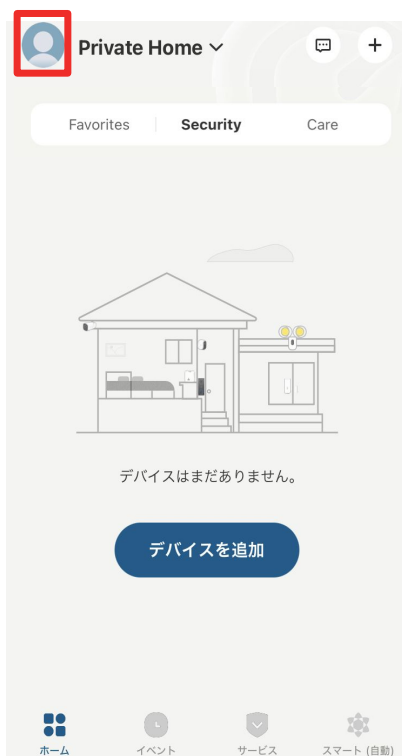 Private Home
Favorites Security Care
デバイスはまだありません。
デバイスを追加
ホーム イベント サービス スマート (自動)